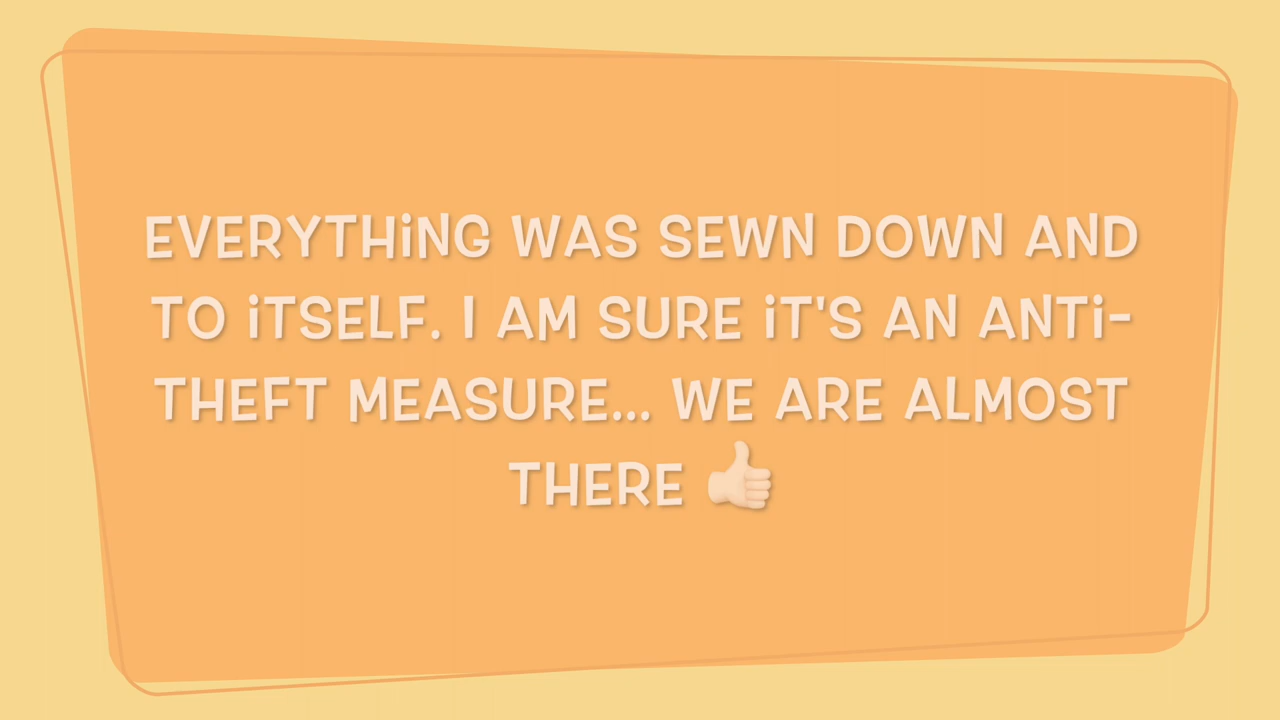 EVERYTHiNG WAS SEWN DOWN AND
TO iTSELF. I AM SURE iT'S AN ANTi-
THEFT MEASURE... WE ARE ALMOST
THERE 👍🏻